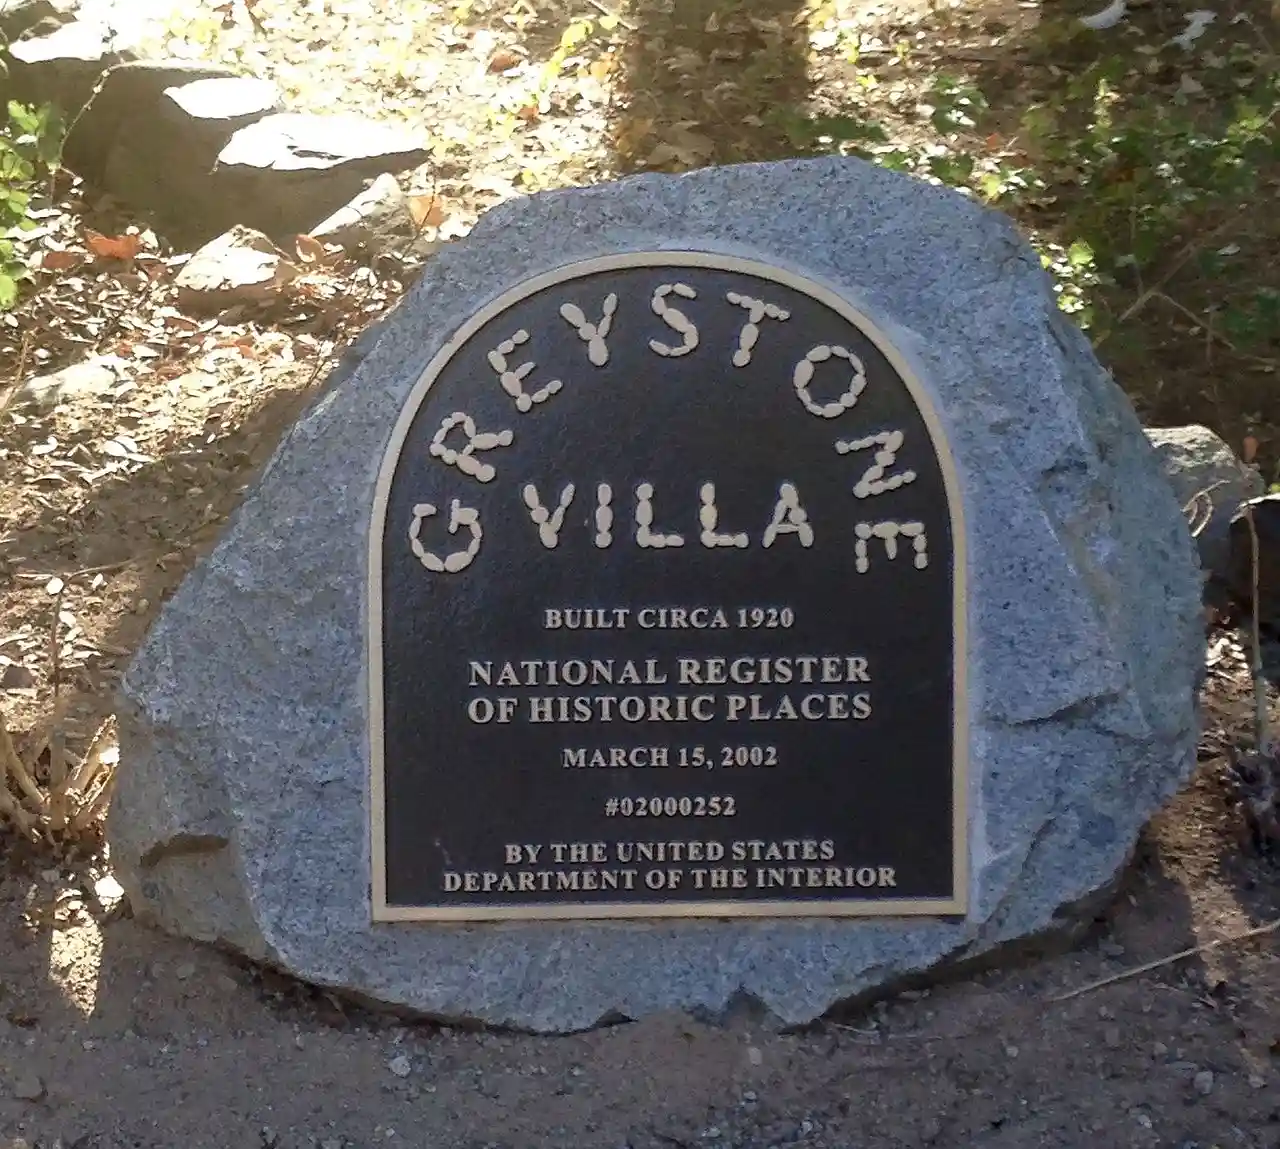 GREYSTONE
VILLA
BUILT CIRCA 1920
NATIONAL REGISTER
OF HISTORIC PLACES
MARCH 15, 2002
#02000252
BY THE UNITED STATES
DEPARTMENT OF THE INTERIOR